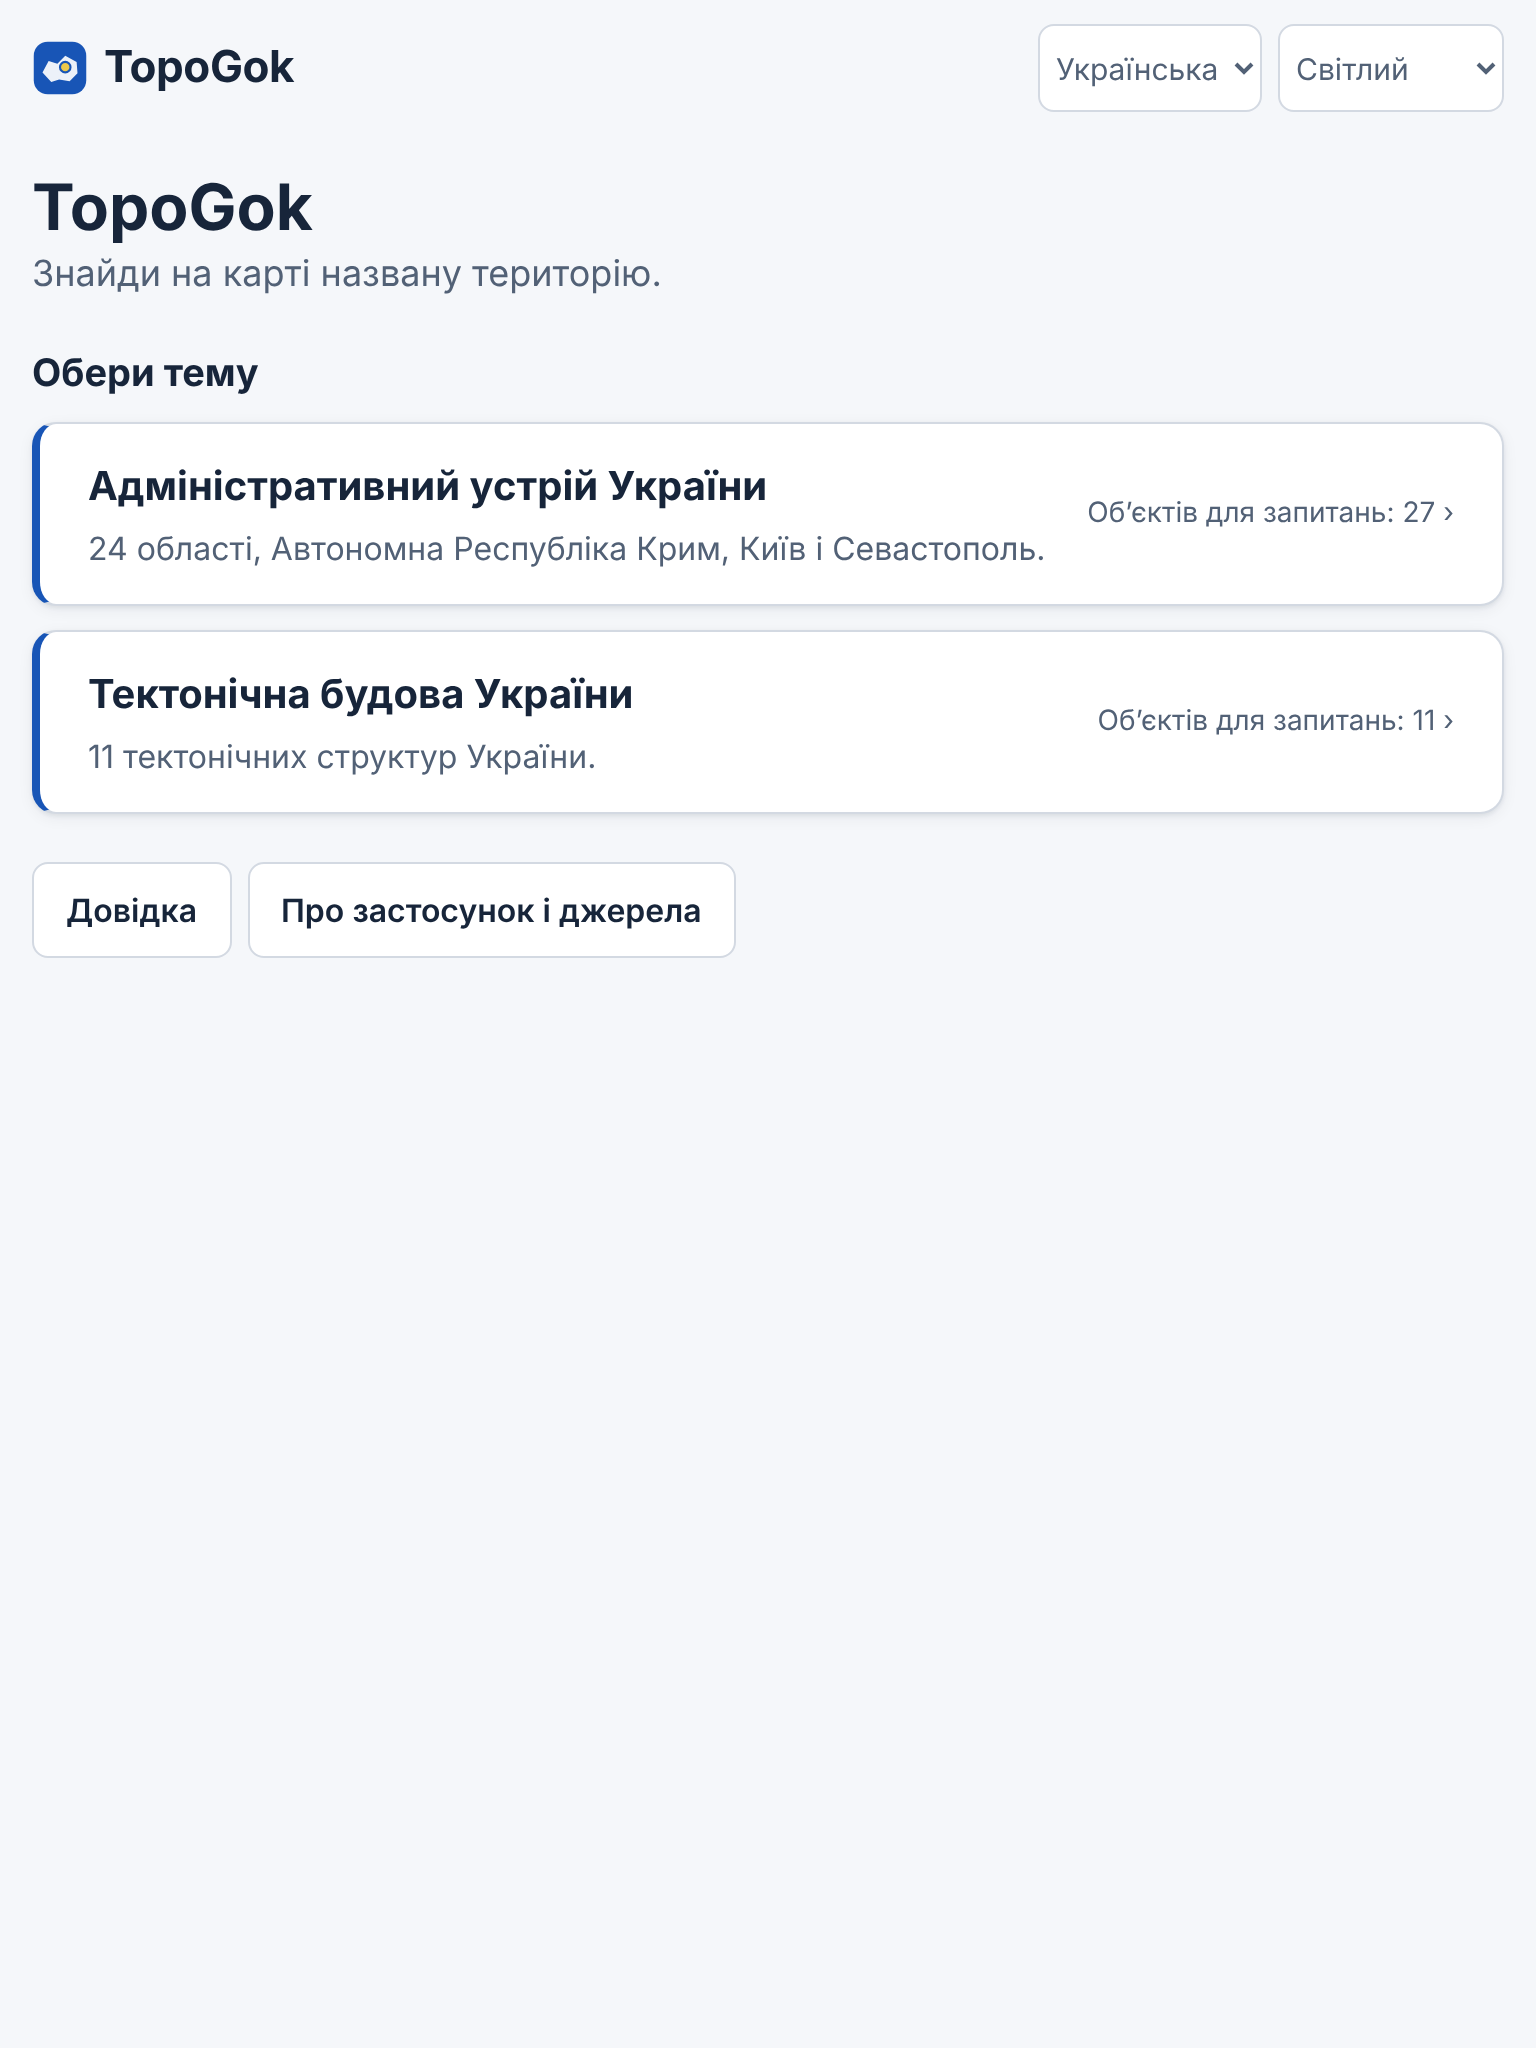 TopoGok
Українська
Світлий
TopoGok
Знайди на карті названу територію.
Обери тему
Адміністративний устрій України
24 області, Автономна Республіка Крим, Київ і Севастополь.
Об’єктів для запитань: 27 ›
Тектонічна будова України
11 тектонічних структур України.
Об’єктів для запитань: 11 ›
Довідка
Про застосунок і джерела